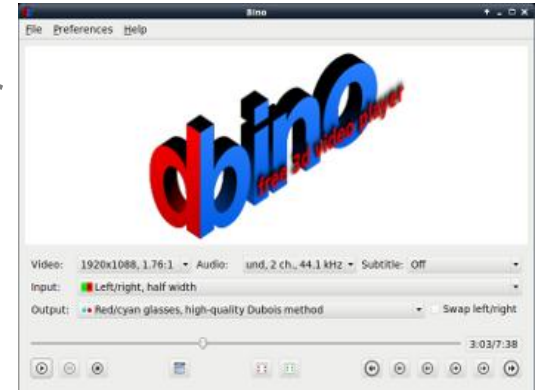 Bino
File Preferences Help
dbino
free 3d video player
Video: 1920x1088, 1.76:1 Audio: und, 2 ch., 44.1 kHz Subtitle: Off
Input: Left/right, half width
Output: Red/cyan glasses, high-quality Dubois method Swap left/right
3:03/7:38